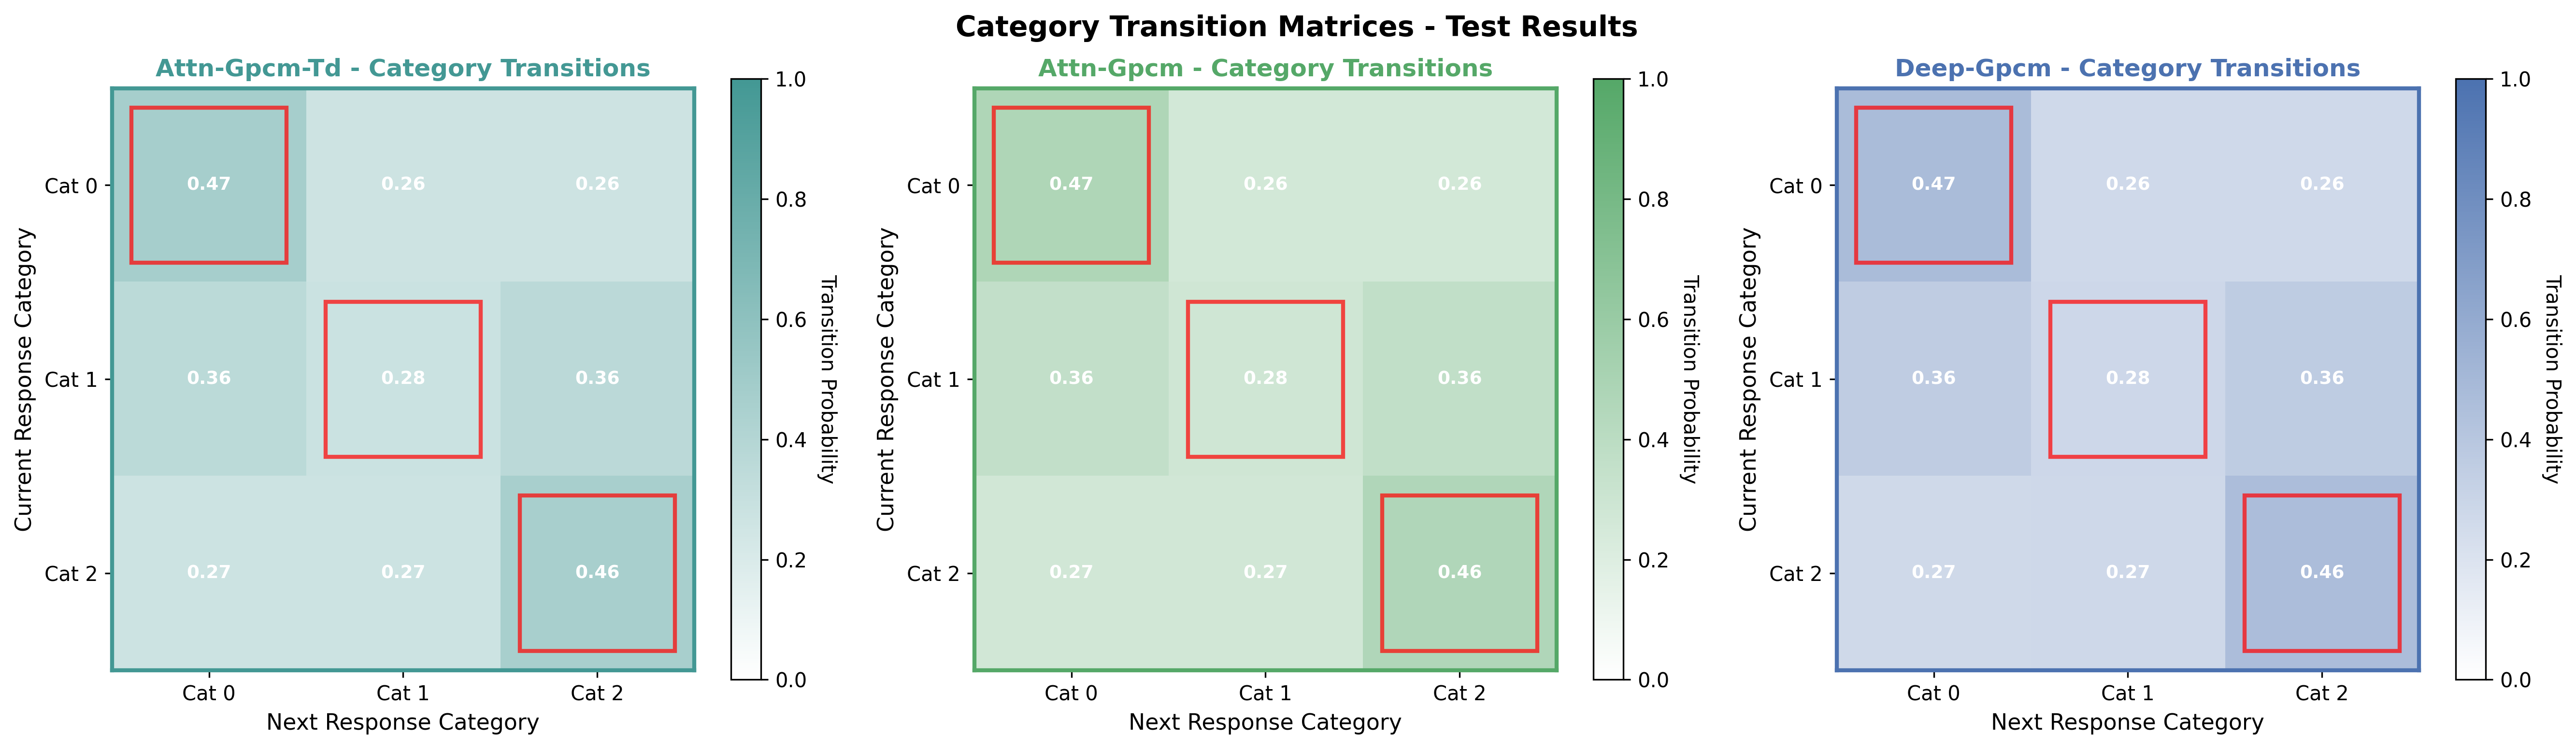 Category Transition Matrices - Test Results
Attn-Gpcm-Td - Category Transitions
Current Response Category
Cat 0
0.47 0.26 0.26
Cat 1
0.36 0.28 0.36
Cat 2
0.27 0.27 0.46
Cat 0 Cat 1 Cat 2
Next Response Category
1.0
0.8
0.6
0.4
0.2
0.0
Transition Probability
Attn-Gpcm - Category Transitions
Current Response Category
Cat 0
0.47 0.26 0.26
Cat 1
0.36 0.28 0.36
Cat 2
0.27 0.27 0.46
Cat 0 Cat 1 Cat 2
Next Response Category
1.0
0.8
0.6
0.4
0.2
0.0
Transition Probability
Deep-Gpcm - Category Transitions
Current Response Category
Cat 0
0.47 0.26 0.26
Cat 1
0.36 0.28 0.36
Cat 2
0.27 0.27 0.46
Cat 0 Cat 1 Cat 2
Next Response Category
1.0
0.8
0.6
0.4
0.2
0.0
Transition Probability